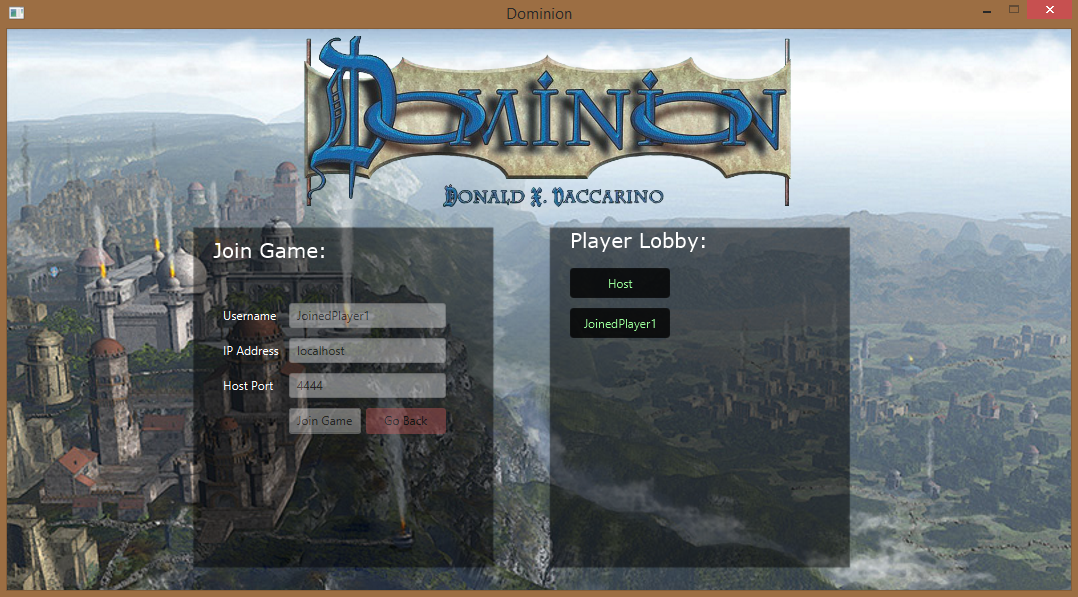 Dominion
Dominion
Donald X. Vaccarino
Join Game:
Username JoinedPlayer1
IP Address localhost
Host Port 4444
Join Game Go Back
Player Lobby:
Host
JoinedPlayer1